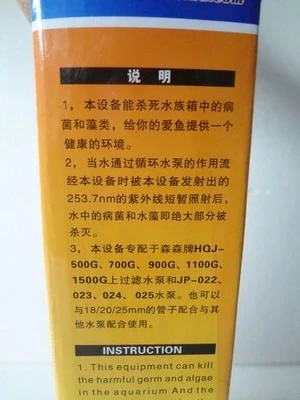 说 明
1，本设备能杀死水族箱中的病
菌和藻类，给你的爱鱼提供一个
健康的环境。
2，当水通过循环水泵的作用流
经本设备时被本设备发射出的
253.7nm的紫外线短暂照射后，
水中的病菌和水藻即绝大部分被
杀灭。
3，本设备专配于森森牌HQJ-
500G、700G、900G、1100G、
1500G上过滤水泵和JP-022、
023、024、025水泵。也可以
与18/20/25mm的管子配合与其
他水泵配合使用。
INSTRUCTION
1. This equipment can kill
the harmful germ and algae
in the aquarium And the